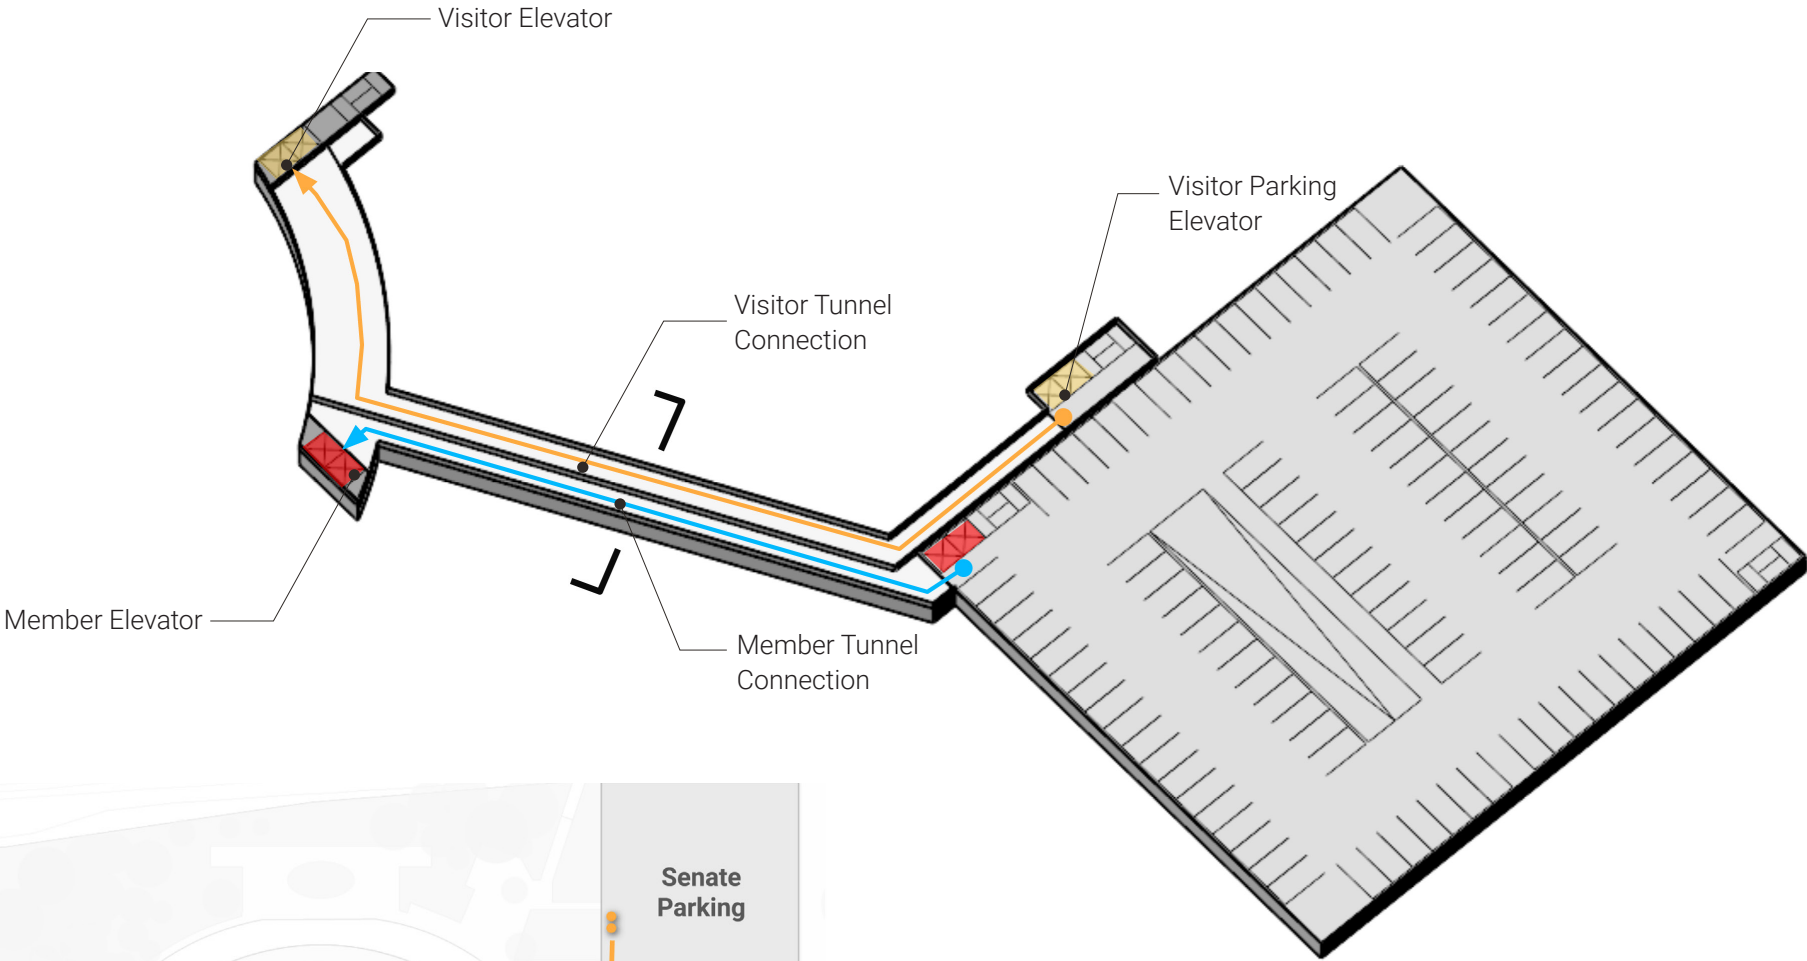 Visitor Elevator
Visitor Parking
Elevator
Visitor Tunnel
Connection
Member Elevator
Member Tunnel
Connection
Senate
Parking